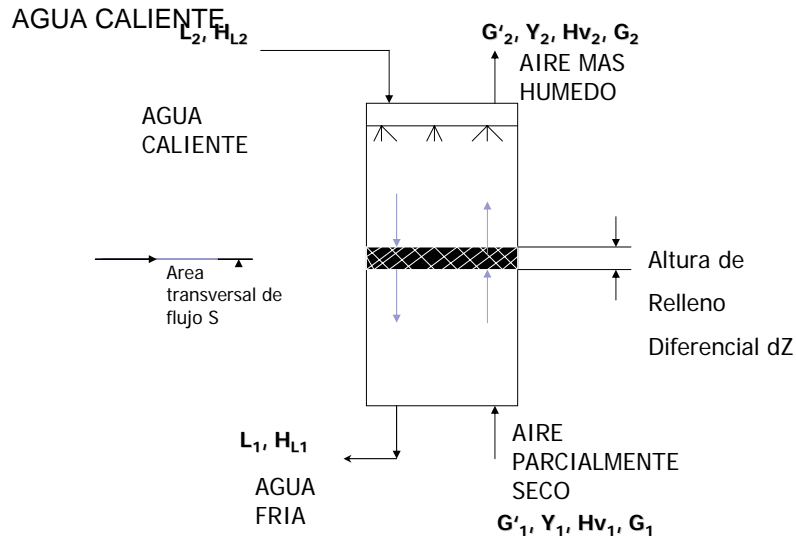 AGUA CALIENTE
L2, HL2
G'2, Y2, Hv2, G2
AIRE MAS
HUMEDO
AGUA
CALIENTE
Area
transversal de
flujo S
Altura de
Relleno
Diferencial dZ
L1, HL1
AGUA
FRIA
AIRE
PARCIALMENTE
SECO
G'1, Y1, Hv1, G1